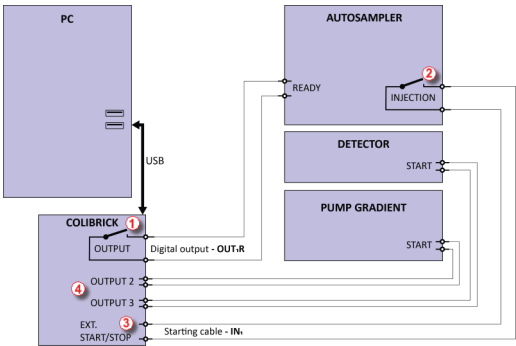 PC
AUTOSAMPLER
2
READY
INJECTION
DETECTOR
START
USB
PUMP GRADIENT
COLIBRICK
1
START
OUTPUT
Digital output - OUT₁R
OUTPUT 2
4
OUTPUT 3
EXT.
3
START/STOP
Starting cable - IN₁